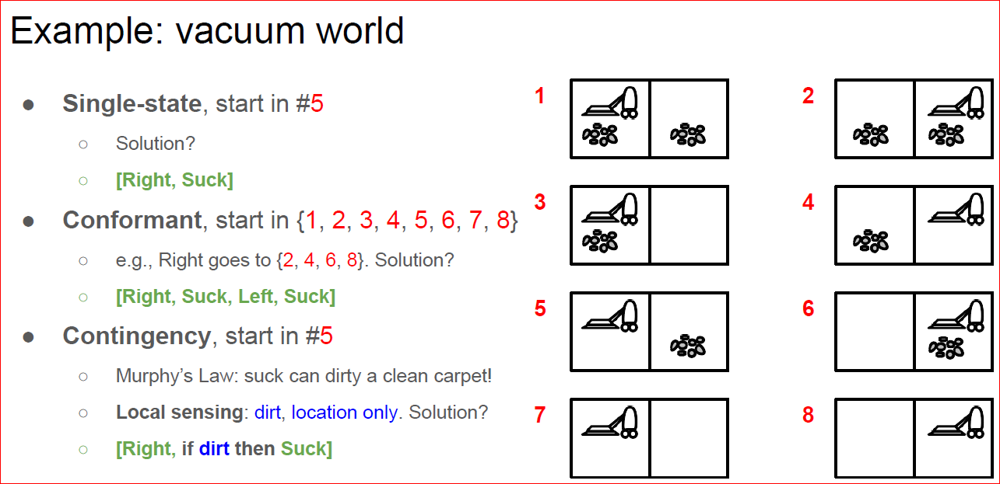 Example: vacuum world
● Single-state, start in #5
○ Solution?
○ [Right, Suck]
● Conformant, start in {1, 2, 3, 4, 5, 6, 7, 8}
○ e.g., Right goes to {2, 4, 6, 8}. Solution?
○ [Right, Suck, Left, Suck]
● Contingency, start in #5
○ Murphy’s Law: suck can dirty a clean carpet!
○ Local sensing: dirt, location only. Solution?
○ [Right, if dirt then Suck]
1
2
3
4
5
6
7
8